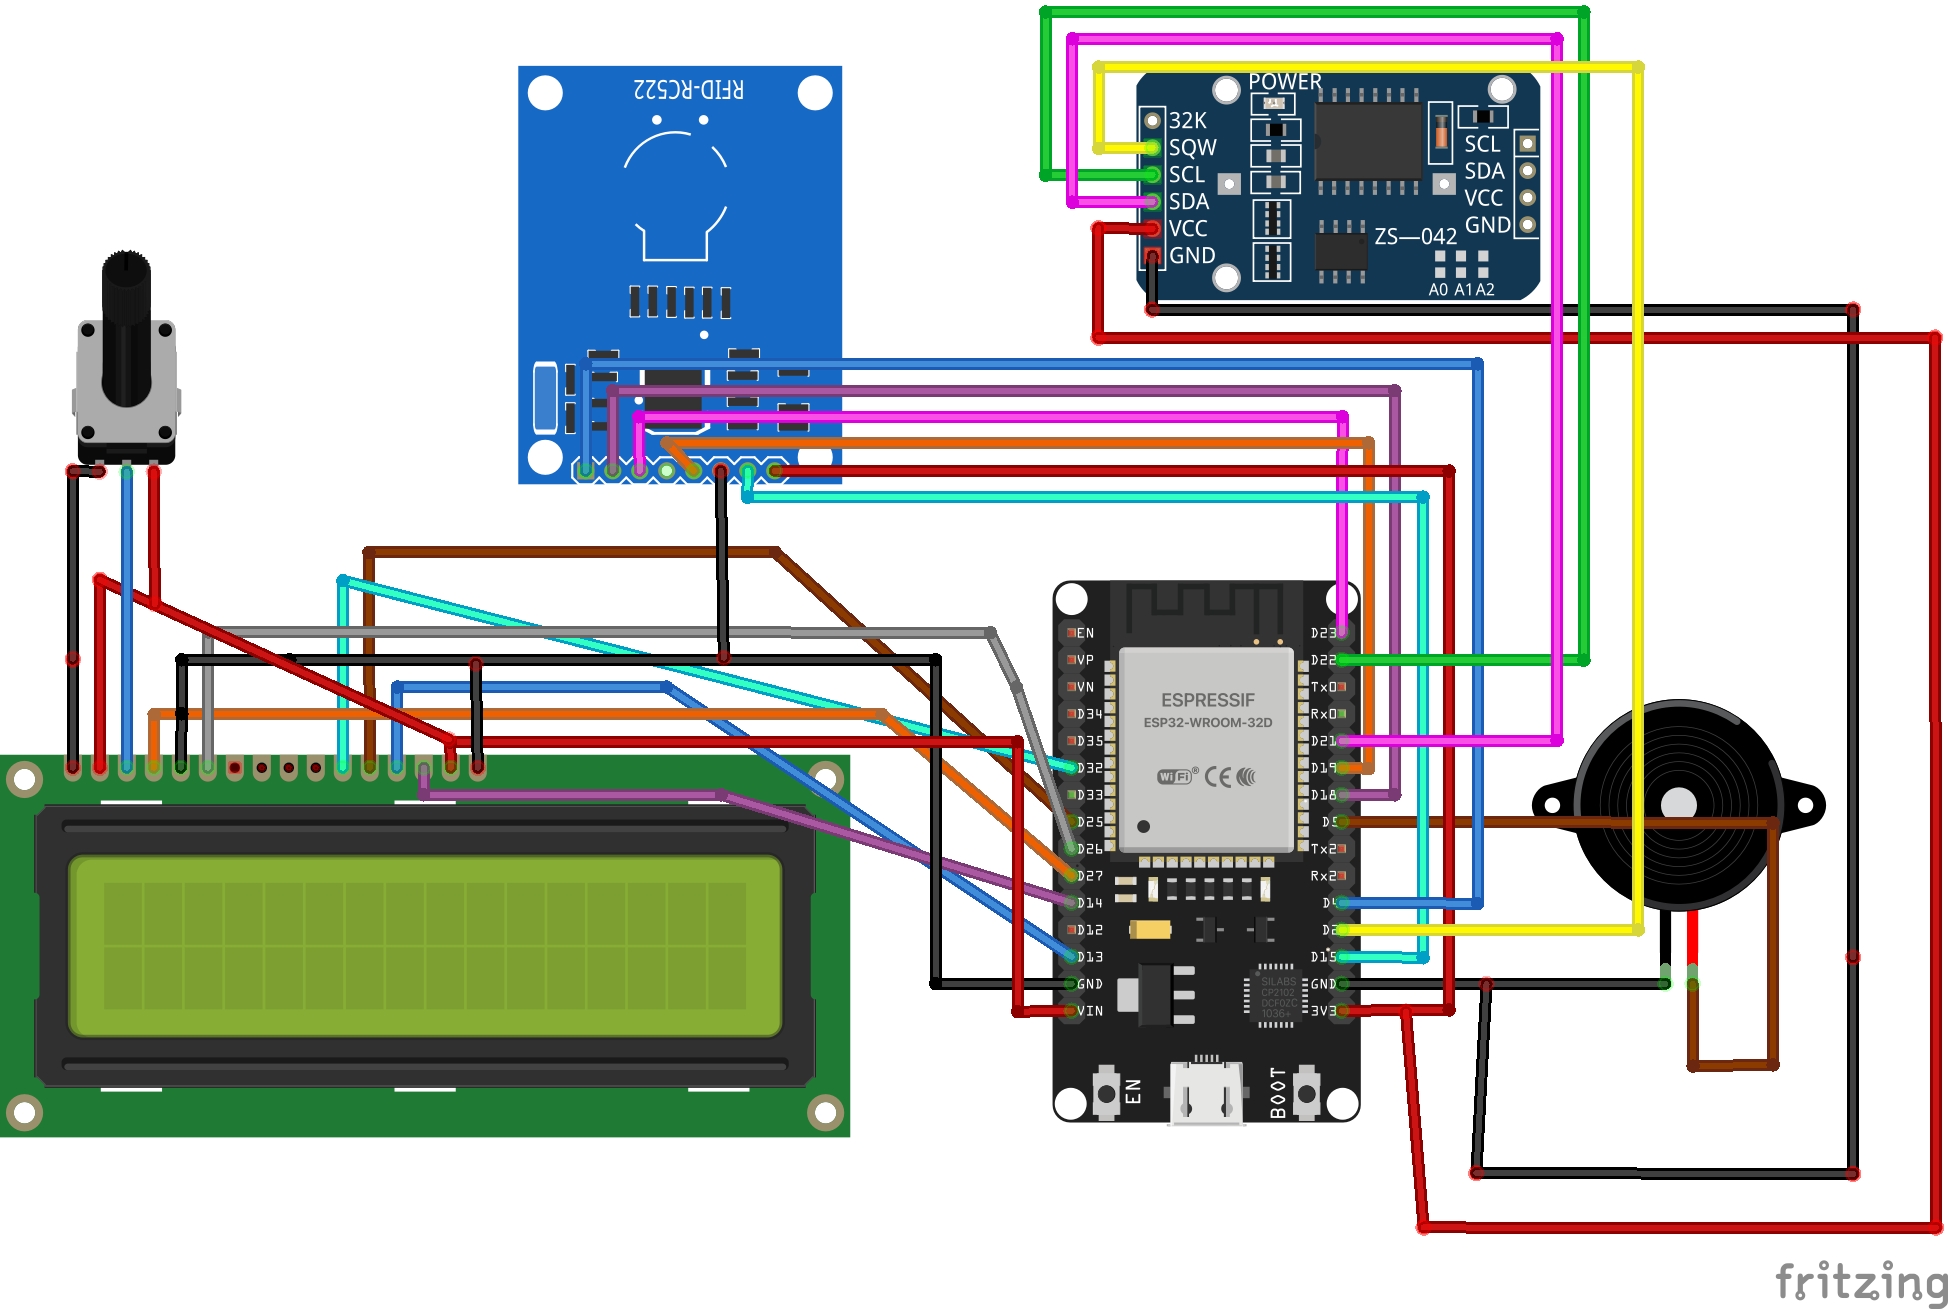 RFID-RC522
POWER
32K
SQW
SCL
SDA
VCC
GND
SCL
SDA
VCC
GND
ZS—042
A0 A1 A2
EN
VP
VN
D34
D35
D32
D33
D25
D26
D27
D14
D12
D13
GND
VIN
D23
D22
Tx0
Rx0
D21
D19
D18
D5
Tx2
Rx2
D4
D2
D15
GND
3V3
ESPRESSIF
ESP32-WROOM-32D
WiFi® CE
SILABS
CP2102
DCF0ZC
1036+
EN
BOOT
fritzing